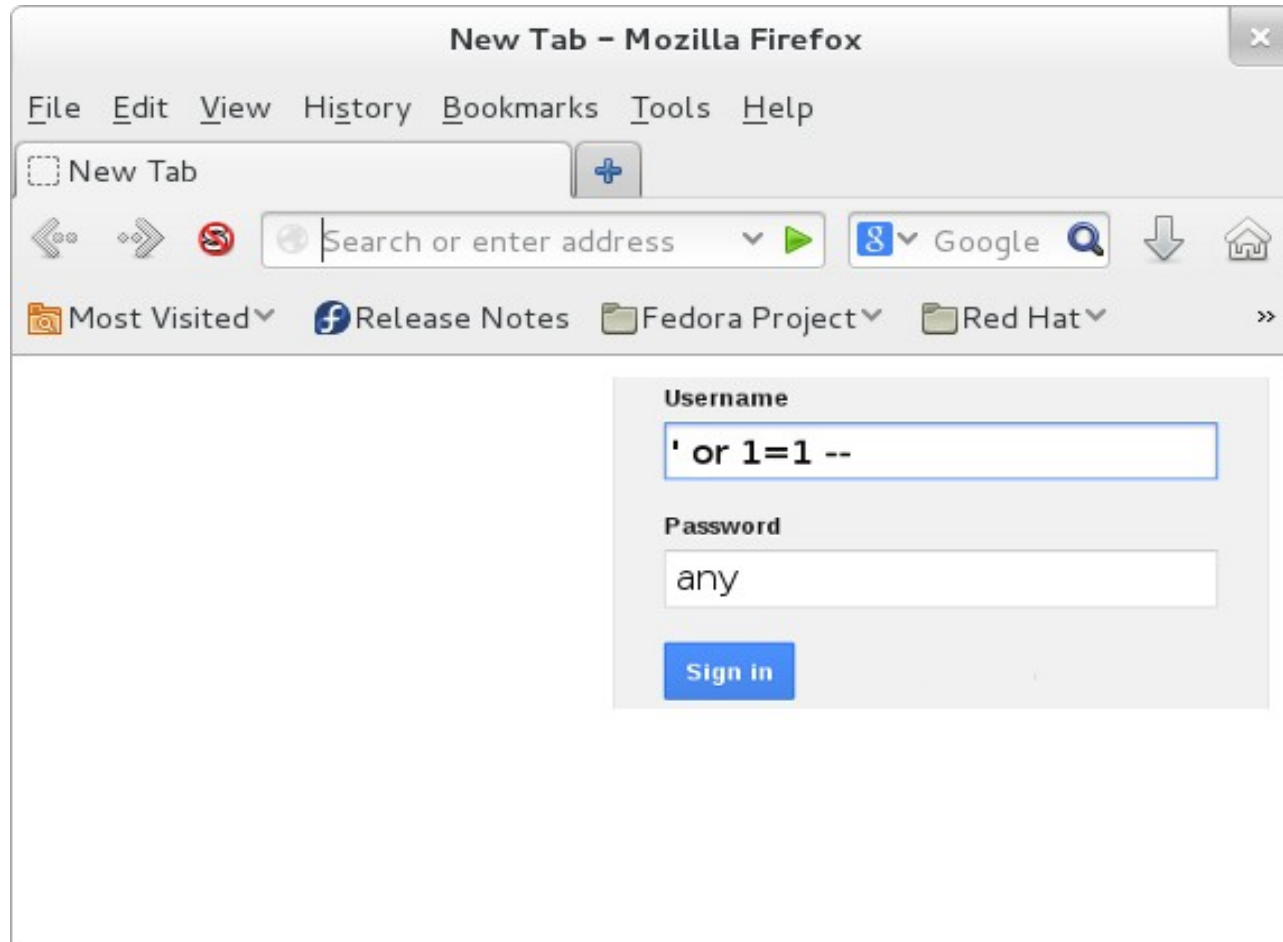 New Tab - Mozilla Firefox
File Edit View History Bookmarks Tools Help
New Tab
Search or enter address 8 Google
Most Visited Release Notes Fedora Project Red Hat »
Username
' or 1=1 --
Password
any
Sign in